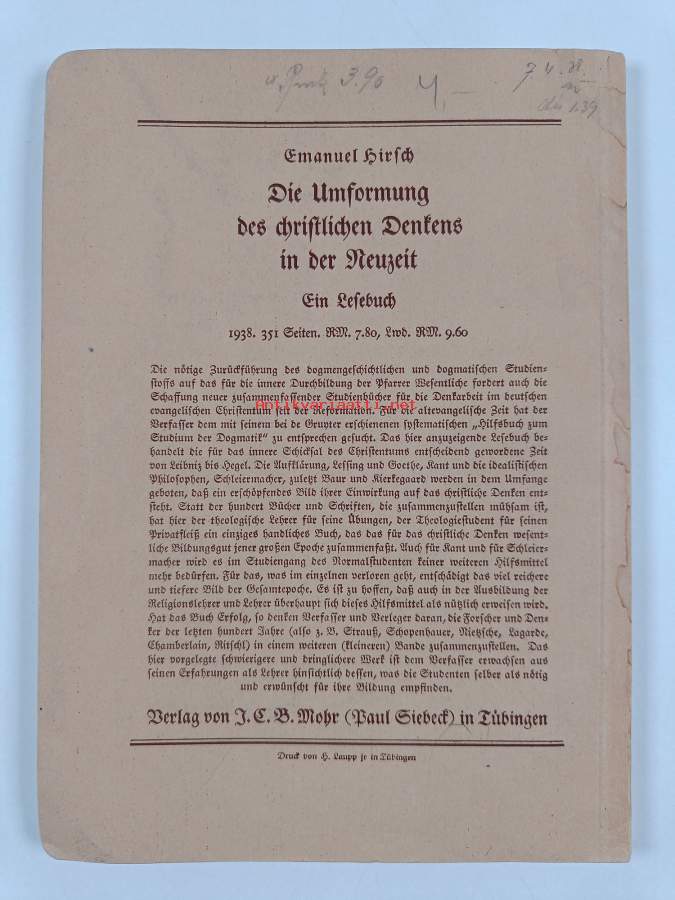 3.90 4,–
7 4. 38
1.39
Emanuel Hirsch
Die Umformung
des christlichen Denkens
in der Neuzeit
Ein Lesebuch
1938. 351 Seiten. RM. 7.80, Lwd. RM. 9.60
Die nötige Zurückführung des dogmengeschichtlichen und dogmatischen Studien-
stoffs auf das für die innere Durchbildung der Pfarrer Wesentliche fordert auch die
Schaffung neuer zusammenfassender Studienbücher für die Denkarbeit im deutschen
evangelischen Christentum seit der Reformation. Für die altevangelische Zeit hat der
Antikvariaatti.net
Verfasser dem mit seinem bei de Gruyter erschienenen systematischen „Hilfsbuch zum
Studium der Dogmatik“ zu entsprechen gesucht. Das hier anzuzeigende Lesebuch be-
handelt die für das innere Schicksal des Christentums entscheidend gewordene Zeit
von Leibniz bis Hegel. Die Aufklärung, Lessing und Goethe, Kant und die idealistischen
Philosophen, Schleiermacher, zuletzt Baur und Kierkegaard werden in dem Umfange
geboten, daß ein erschöpfendes Bild ihrer Einwirkung auf das christliche Denken ent-
steht. Statt der hundert Bücher und Schriften, die zusammenzustellen mühsam ist,
hat hier der theologische Lehrer für seine Übungen, der Theologiestudent für seinen
Privatfleiß ein einziges handliches Buch, das das für das christliche Denken wesent-
liche Bildungsgut jener großen Epoche zusammenfaßt. Auch für Kant und für Schleier-
macher wird es im Studiengang des Normalstudenten keiner weiteren Hilfsmittel
mehr bedürfen. Für das, was im einzelnen verloren geht, entschädigt das viel reichere
und tiefere Bild der Gesamtepoche. Es ist zu hoffen, daß auch in der Ausbildung der
Religionslehrer und Lehrer überhaupt sich dieses Hilfsmittel als nützlich erweisen wird.
Hat das Buch Erfolg, so denken Verfasser und Verleger daran, die Forscher und Den-
ker der letzten hundert Jahre (also z. B. Strauß, Schopenhauer, Nietzsche, Lagarde,
Chamberlain, Ritschl) in einem weiteren (kleineren) Bande zusammenzustellen. Das
hier vorgelegte schwierigere und dringlichere Werk ist dem Verfasser erwachsen aus
seinen Erfahrungen als Lehrer hinsichtlich dessen, was die Studenten selber als nötig
und erwünscht für ihre Bildung empfinden.
Verlag von J. C. B. Mohr (Paul Siebeck) in Tübingen
Druck von H. Laupp jr in Tübingen